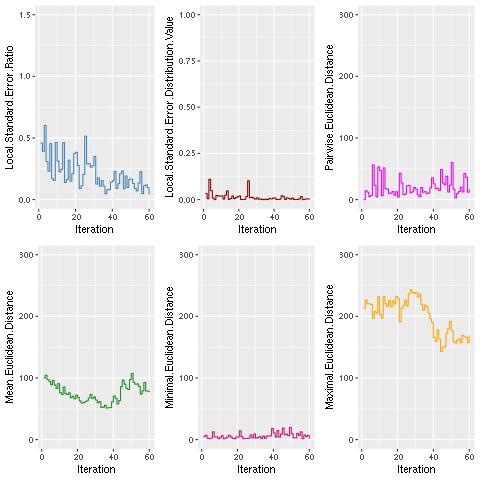 Local.Standard.Error.Ratio
1.5
1.0
0.5
0.0
0 20 40 60
Iteration
Local.Standard.Error.Distribution.Value
1.00
0.75
0.50
0.25
0.00
0 20 40 60
Iteration
Pairwise.Euclidean.Distance
300
200
100
0
0 20 40 60
Iteration
Mean.Euclidean.Distance
300
200
100
0
0 20 40 60
Iteration
Minimal.Euclidean.Distance
300
200
100
0
0 20 40 60
Iteration
Maximal.Euclidean.Distance
300
200
100
0
0 20 40 60
Iteration